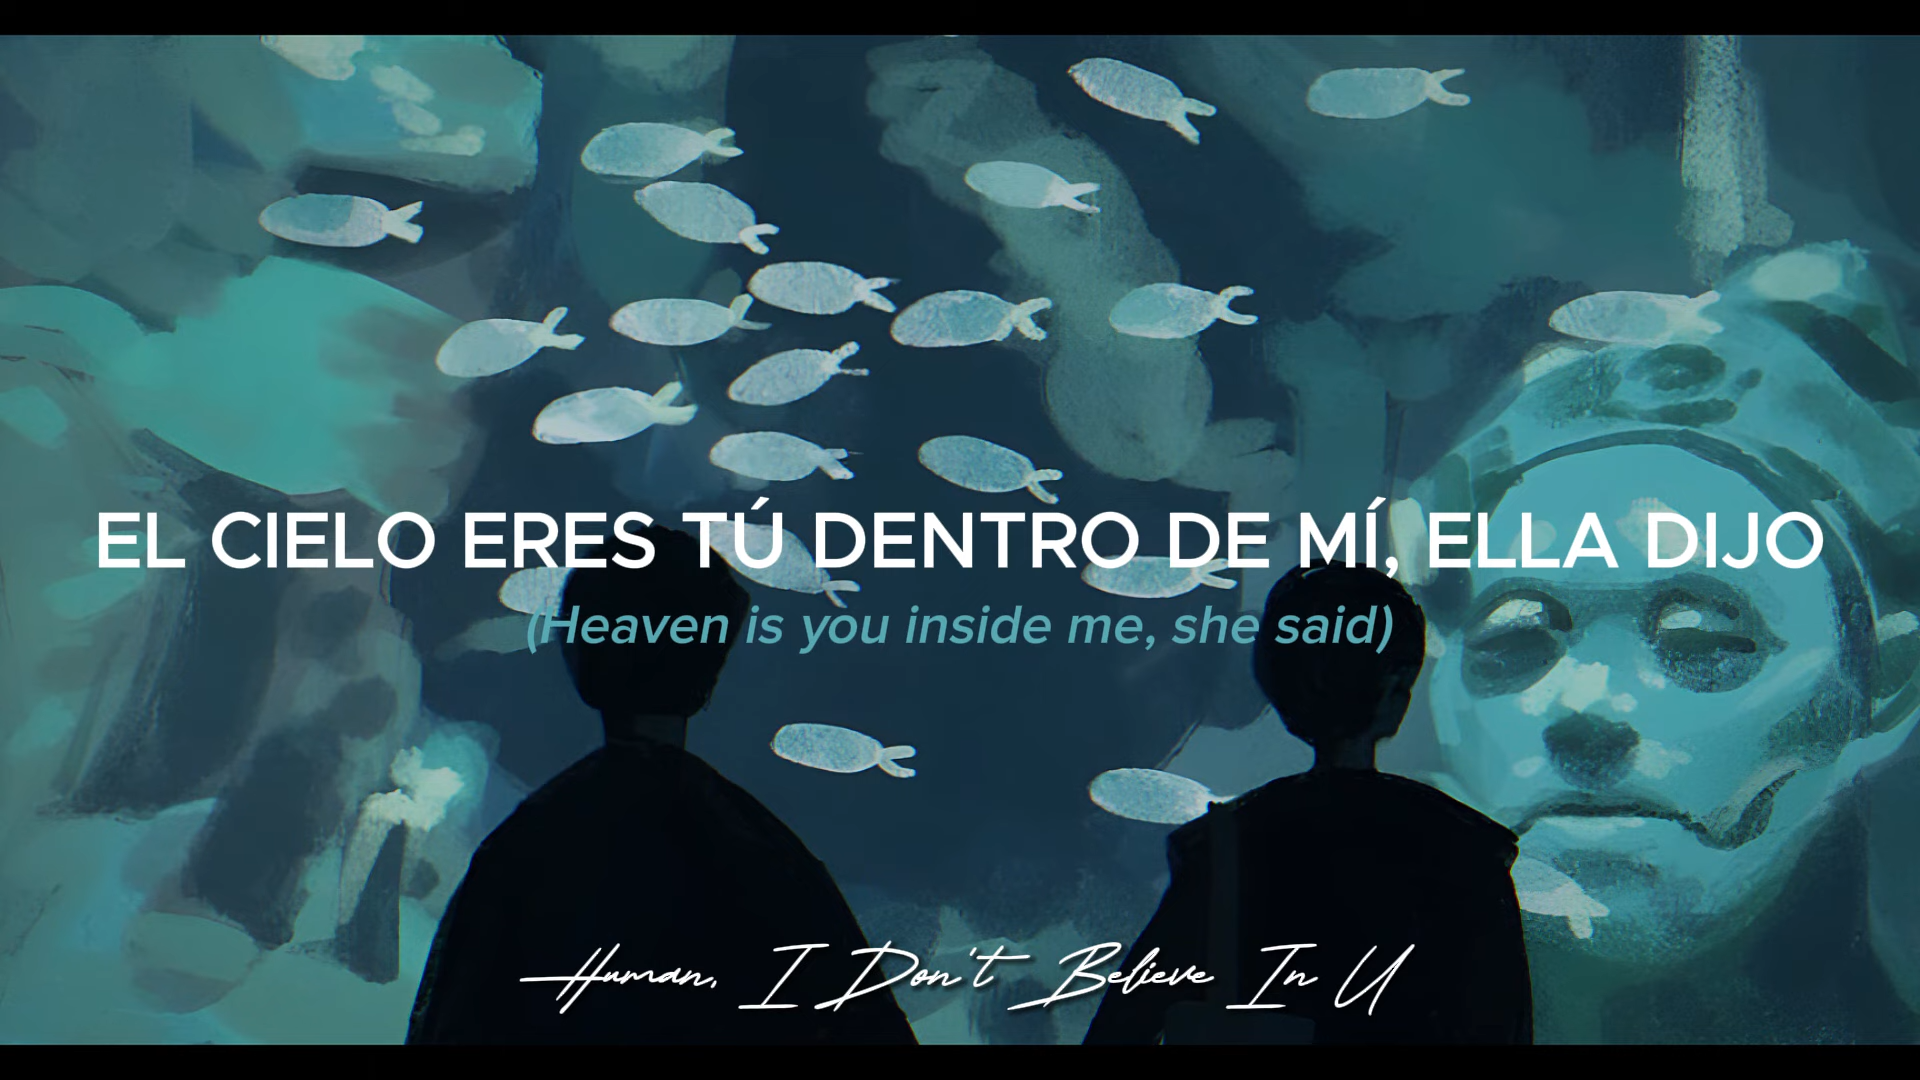 EL CIELO ERES TÚ DENTRO DE MÍ, ELLA DIJO
(Heaven is you inside me, she said)
Human, I Don't Believe In U